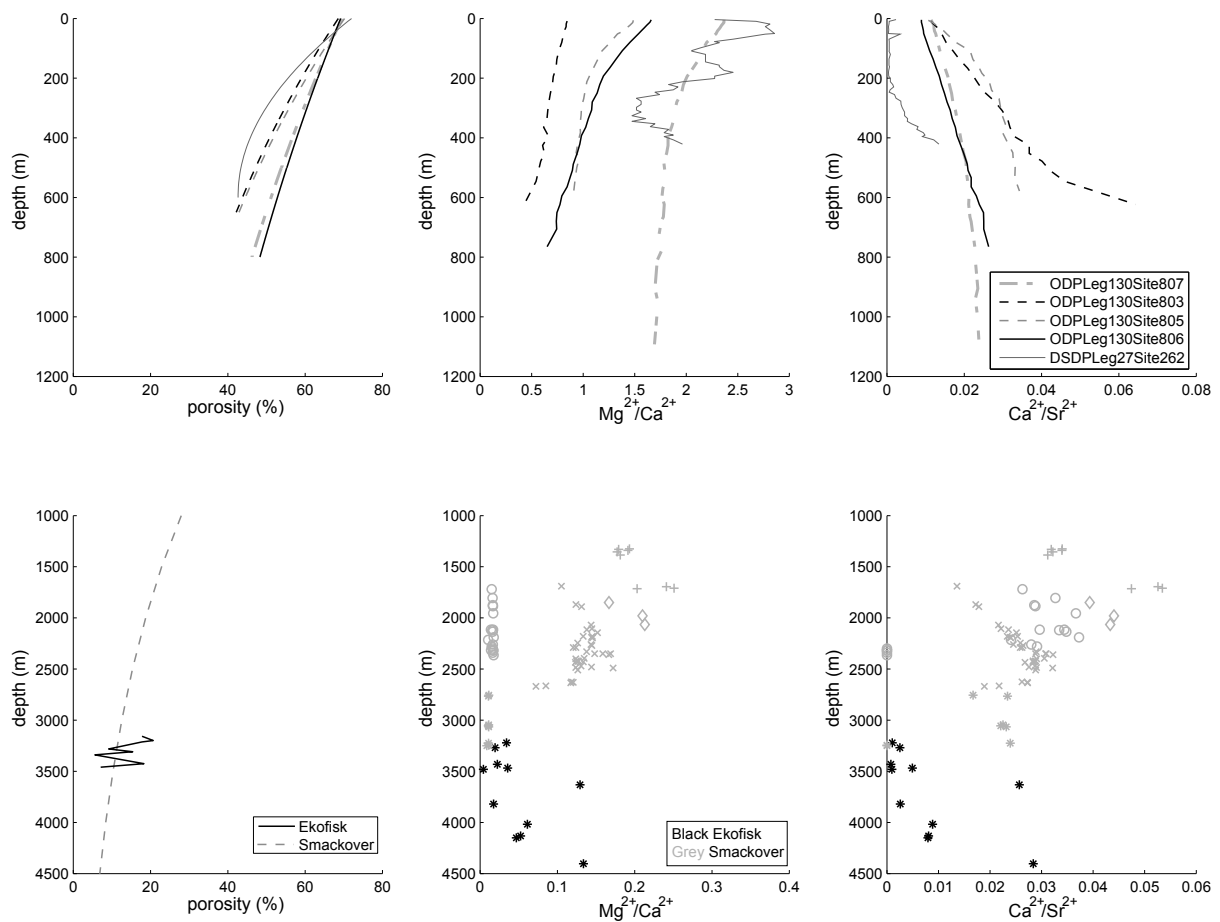 0
200
400
600
800
1000
1200
depth (m)
0 20 40 60 80
porosity (%)
0 0.5 1 1.5 2 2.5 3
Mg2+/Ca2+
0
200
400
600
800
1000
1200
depth (m)
0
200
400
600
800
1000
1200
depth (m)
0 0.02 0.04 0.06 0.08
Ca2+/Sr2+
ODPLeg130Site807
ODPLeg130Site803
ODPLeg130Site805
ODPLeg130Site806
DSDPLeg27Site262
1000
1500
2000
2500
3000
3500
4000
4500
depth (m)
0 20 40 60 80
porosity (%)
Ekofisk
Smackover
1000
1500
2000
2500
3000
3500
4000
4500
depth (m)
0 0.1 0.2 0.3 0.4
Mg2+/Ca2+
Black Ekofisk
Grey Smackover
1000
1500
2000
2500
3000
3500
4000
4500
depth (m)
0 0.01 0.02 0.03 0.04 0.05 0.06
Ca2+/Sr2+